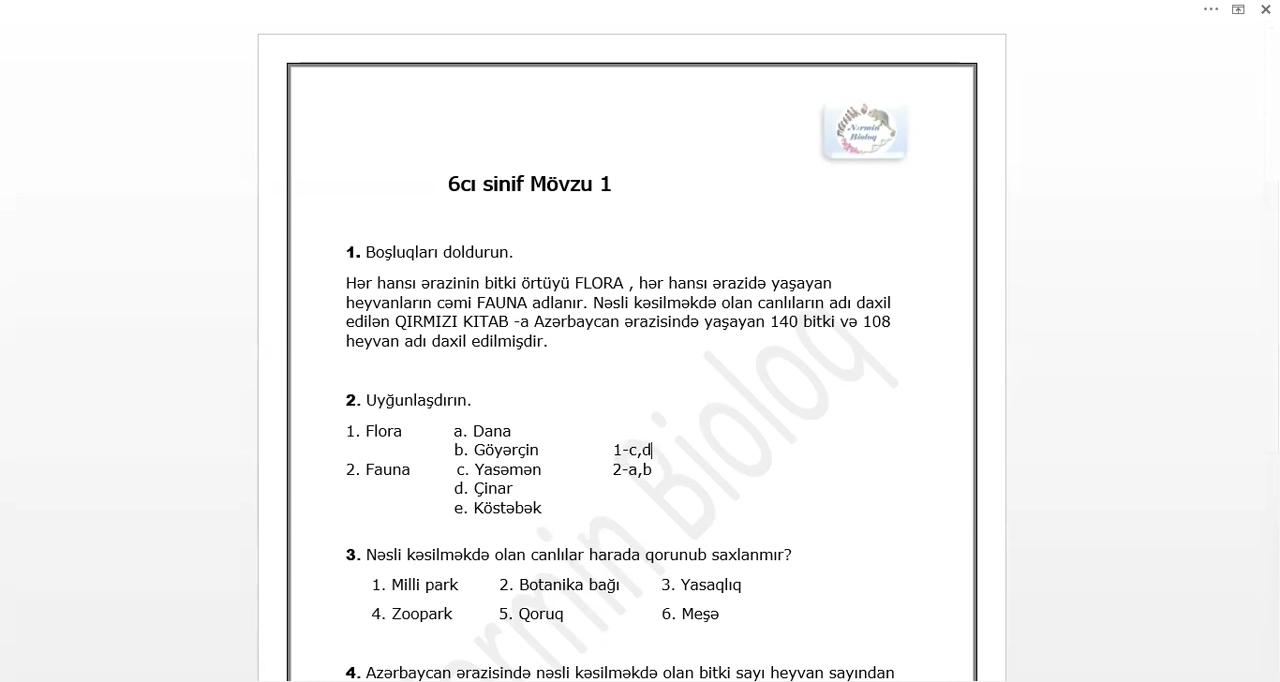 Nərmin
Bioloq
6cı sinif Mövzu 1
1. Boşluqları doldurun.
Hər hansı ərazinin bitki örtüyü FLORA , hər hansı ərazidə yaşayan
heyvanların cəmi FAUNA adlanır. Nəsli kəsilməkdə olan canlıların adı daxil
edilən QIRMIZI KITAB -a Azərbaycan ərazisində yaşayan 140 bitki və 108
heyvan adı daxil edilmişdir.
2. Uyğunlaşdırın.
1. Flora a. Dana
b. Göyərçin 1-c,d
2. Fauna c. Yasəmən 2-a,b
d. Çinar
e. Köstəbək
3. Nəsli kəsilməkdə olan canlılar harada qorunub saxlanmır?
1. Milli park 2. Botanika bağı 3. Yasaqlıq
4. Zoopark 5. Qoruq 6. Meşə
4. Azərbaycan ərazisində nəsli kəsilməkdə olan bitki sayı heyvan sayından
ermin Bioloq